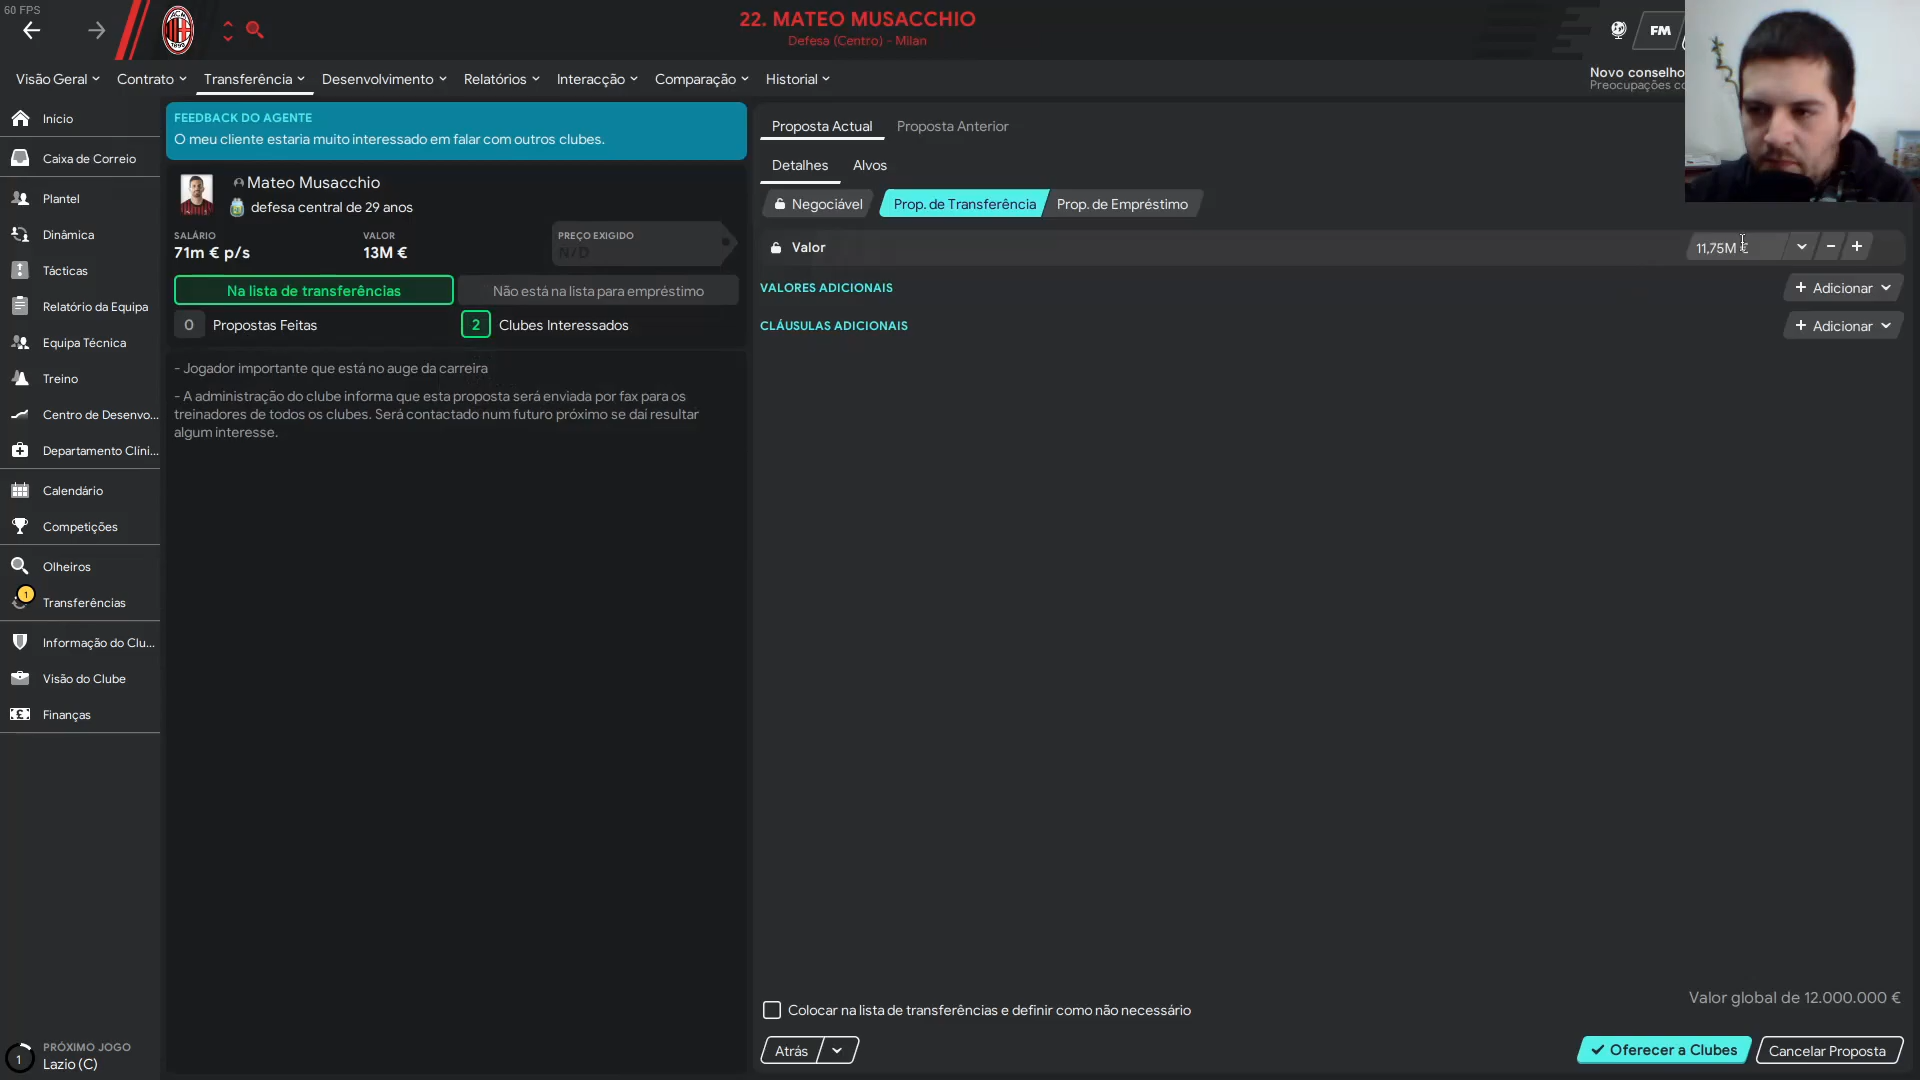 60 FPS
22. MATEO MUSACCHIO
Defesa (Centro) - Milan
FM
Visão Geral
Contrato
Transferência
Desenvolvimento
Relatórios
Interacção
Comparação
Historial
Novo conselho
Preocupações
Início
Caixa de Correio
Plantel
Dinâmica
Tácticas
Relatório da Equipa
Equipa Técnica
Treino
Centro de Desenvo...
Departamento Clíni...
Calendário
Competições
Olheiros
1
Transferências
Informação do Clu...
Visão do Clube
Finanças
1
PRÓXIMO JOGO
Lazio (C)
FEEDBACK DO AGENTE
O meu cliente estaria muito interessado em falar com outros clubes.
Mateo Musacchio
defesa central de 29 anos
SALÁRIO
71m € p/s
VALOR
13M €
PREÇO EXIGIDO
N/D
Na lista de transferências
Não está na lista para empréstimo
0 Propostas Feitas
2 Clubes Interessados
- Jogador importante que está no auge da carreira
- A administração do clube informa que esta proposta será enviada por fax para os
treinadores de todos os clubes. Será contactado num futuro próximo se daí resultar
algum interesse.
Proposta Actual
Proposta Anterior
Detalhes
Alvos
Negociável
Prop. de Transferência
Prop. de Empréstimo
Valor
11,75M €
VALORES ADICIONAIS
+ Adicionar
CLÁUSULAS ADICIONAIS
+ Adicionar
Valor global de 12.000.000 €
Colocar na lista de transferências e definir como não necessário
Atrás
Oferecer a Clubes
Cancelar Proposta